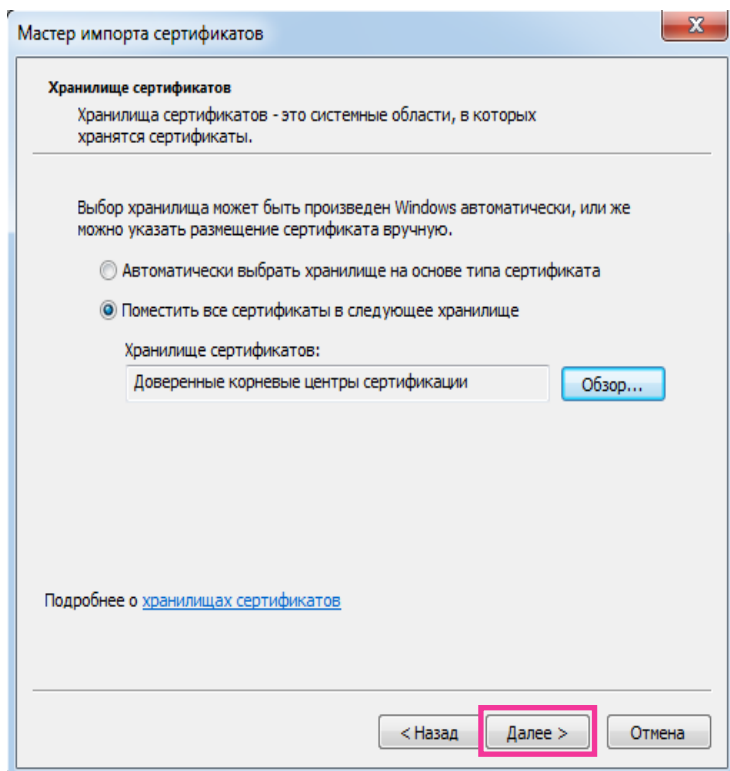 Мастер импорта сертификатов
Хранилище сертификатов
Хранилища сертификатов - это системные области, в которых
хранятся сертификаты.
Выбор хранилища может быть произведен Windows автоматически, или же
можно указать размещение сертификата вручную.
Автоматически выбрать хранилище на основе типа сертификата
Поместить все сертификаты в следующее хранилище
Хранилище сертификатов:
Доверенные корневые центры сертификации
Обзор...
Подробнее о хранилищах сертификатов
< Назад
Далее >
Отмена